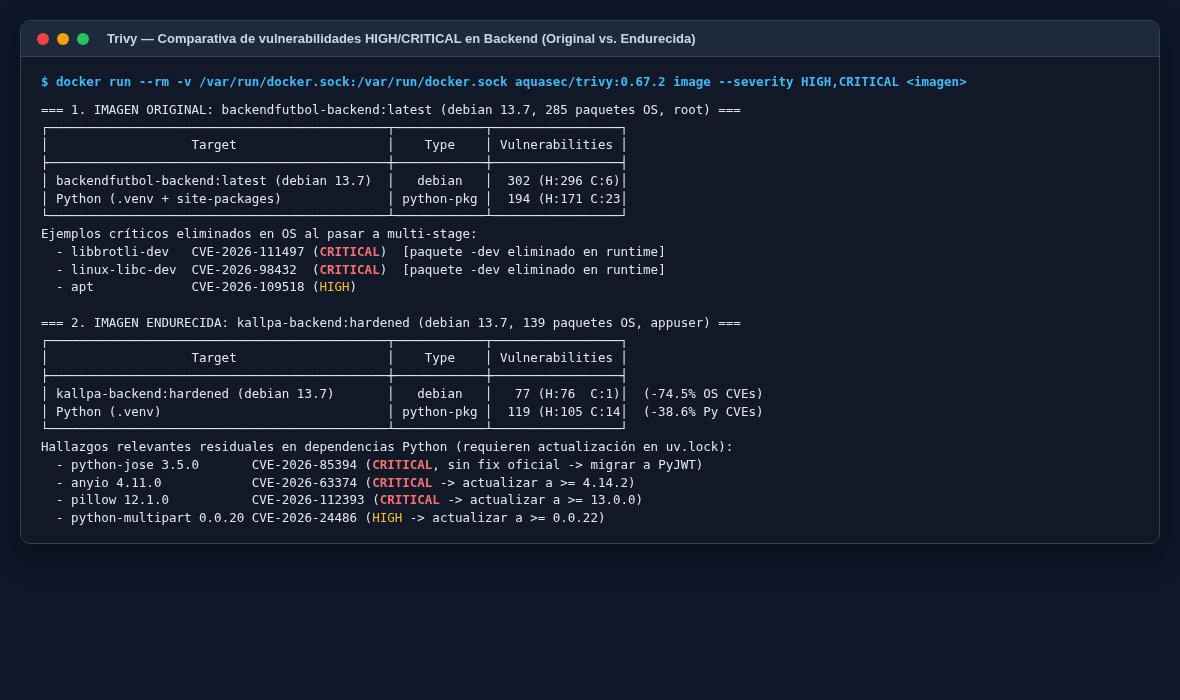 Trivy — Comparativa de vulnerabilidades HIGH/CRITICAL en Backend (Original vs. Endurecida)
$ docker run --rm -v /var/run/docker.sock:/var/run/docker.sock aquasec/trivy:0.67.2 image --severity HIGH,CRITICAL <imagen>
=== 1. IMAGEN ORIGINAL: backendfutbol-backend:latest (debian 13.7, 285 paquetes OS, root) ===
│ Target │ Type │ Vulnerabilities │
│ backendfutbol-backend:latest (debian 13.7) │ debian │ 302 (H:296 C:6)│
│ Python (.venv + site-packages) │ python-pkg │ 194 (H:171 C:23│
Ejemplos críticos eliminados en OS al pasar a multi-stage:
- libbrotli-dev CVE-2026-111497 (CRITICAL) [paquete -dev eliminado en runtime]
- linux-libc-dev CVE-2026-98432 (CRITICAL) [paquete -dev eliminado en runtime]
- apt CVE-2026-109518 (HIGH)
=== 2. IMAGEN ENDURECIDA: kallpa-backend:hardened (debian 13.7, 139 paquetes OS, appuser) ===
│ Target │ Type │ Vulnerabilities │
│ kallpa-backend:hardened (debian 13.7) │ debian │ 77 (H:76 C:1)│ (-74.5% OS CVEs)
│ Python (.venv) │ python-pkg │ 119 (H:105 C:14│ (-38.6% Py CVEs)
Hallazgos relevantes residuales en dependencias Python (requieren actualización en uv.lock):
- python-jose 3.5.0 CVE-2026-85394 (CRITICAL, sin fix oficial -> migrar a PyJWT)
- anyio 4.11.0 CVE-2026-63374 (CRITICAL -> actualizar a >= 4.14.2)
- pillow 12.1.0 CVE-2026-112393 (CRITICAL -> actualizar a >= 13.0.0)
- python-multipart 0.0.20 CVE-2026-24486 (HIGH -> actualizar a >= 0.0.22)